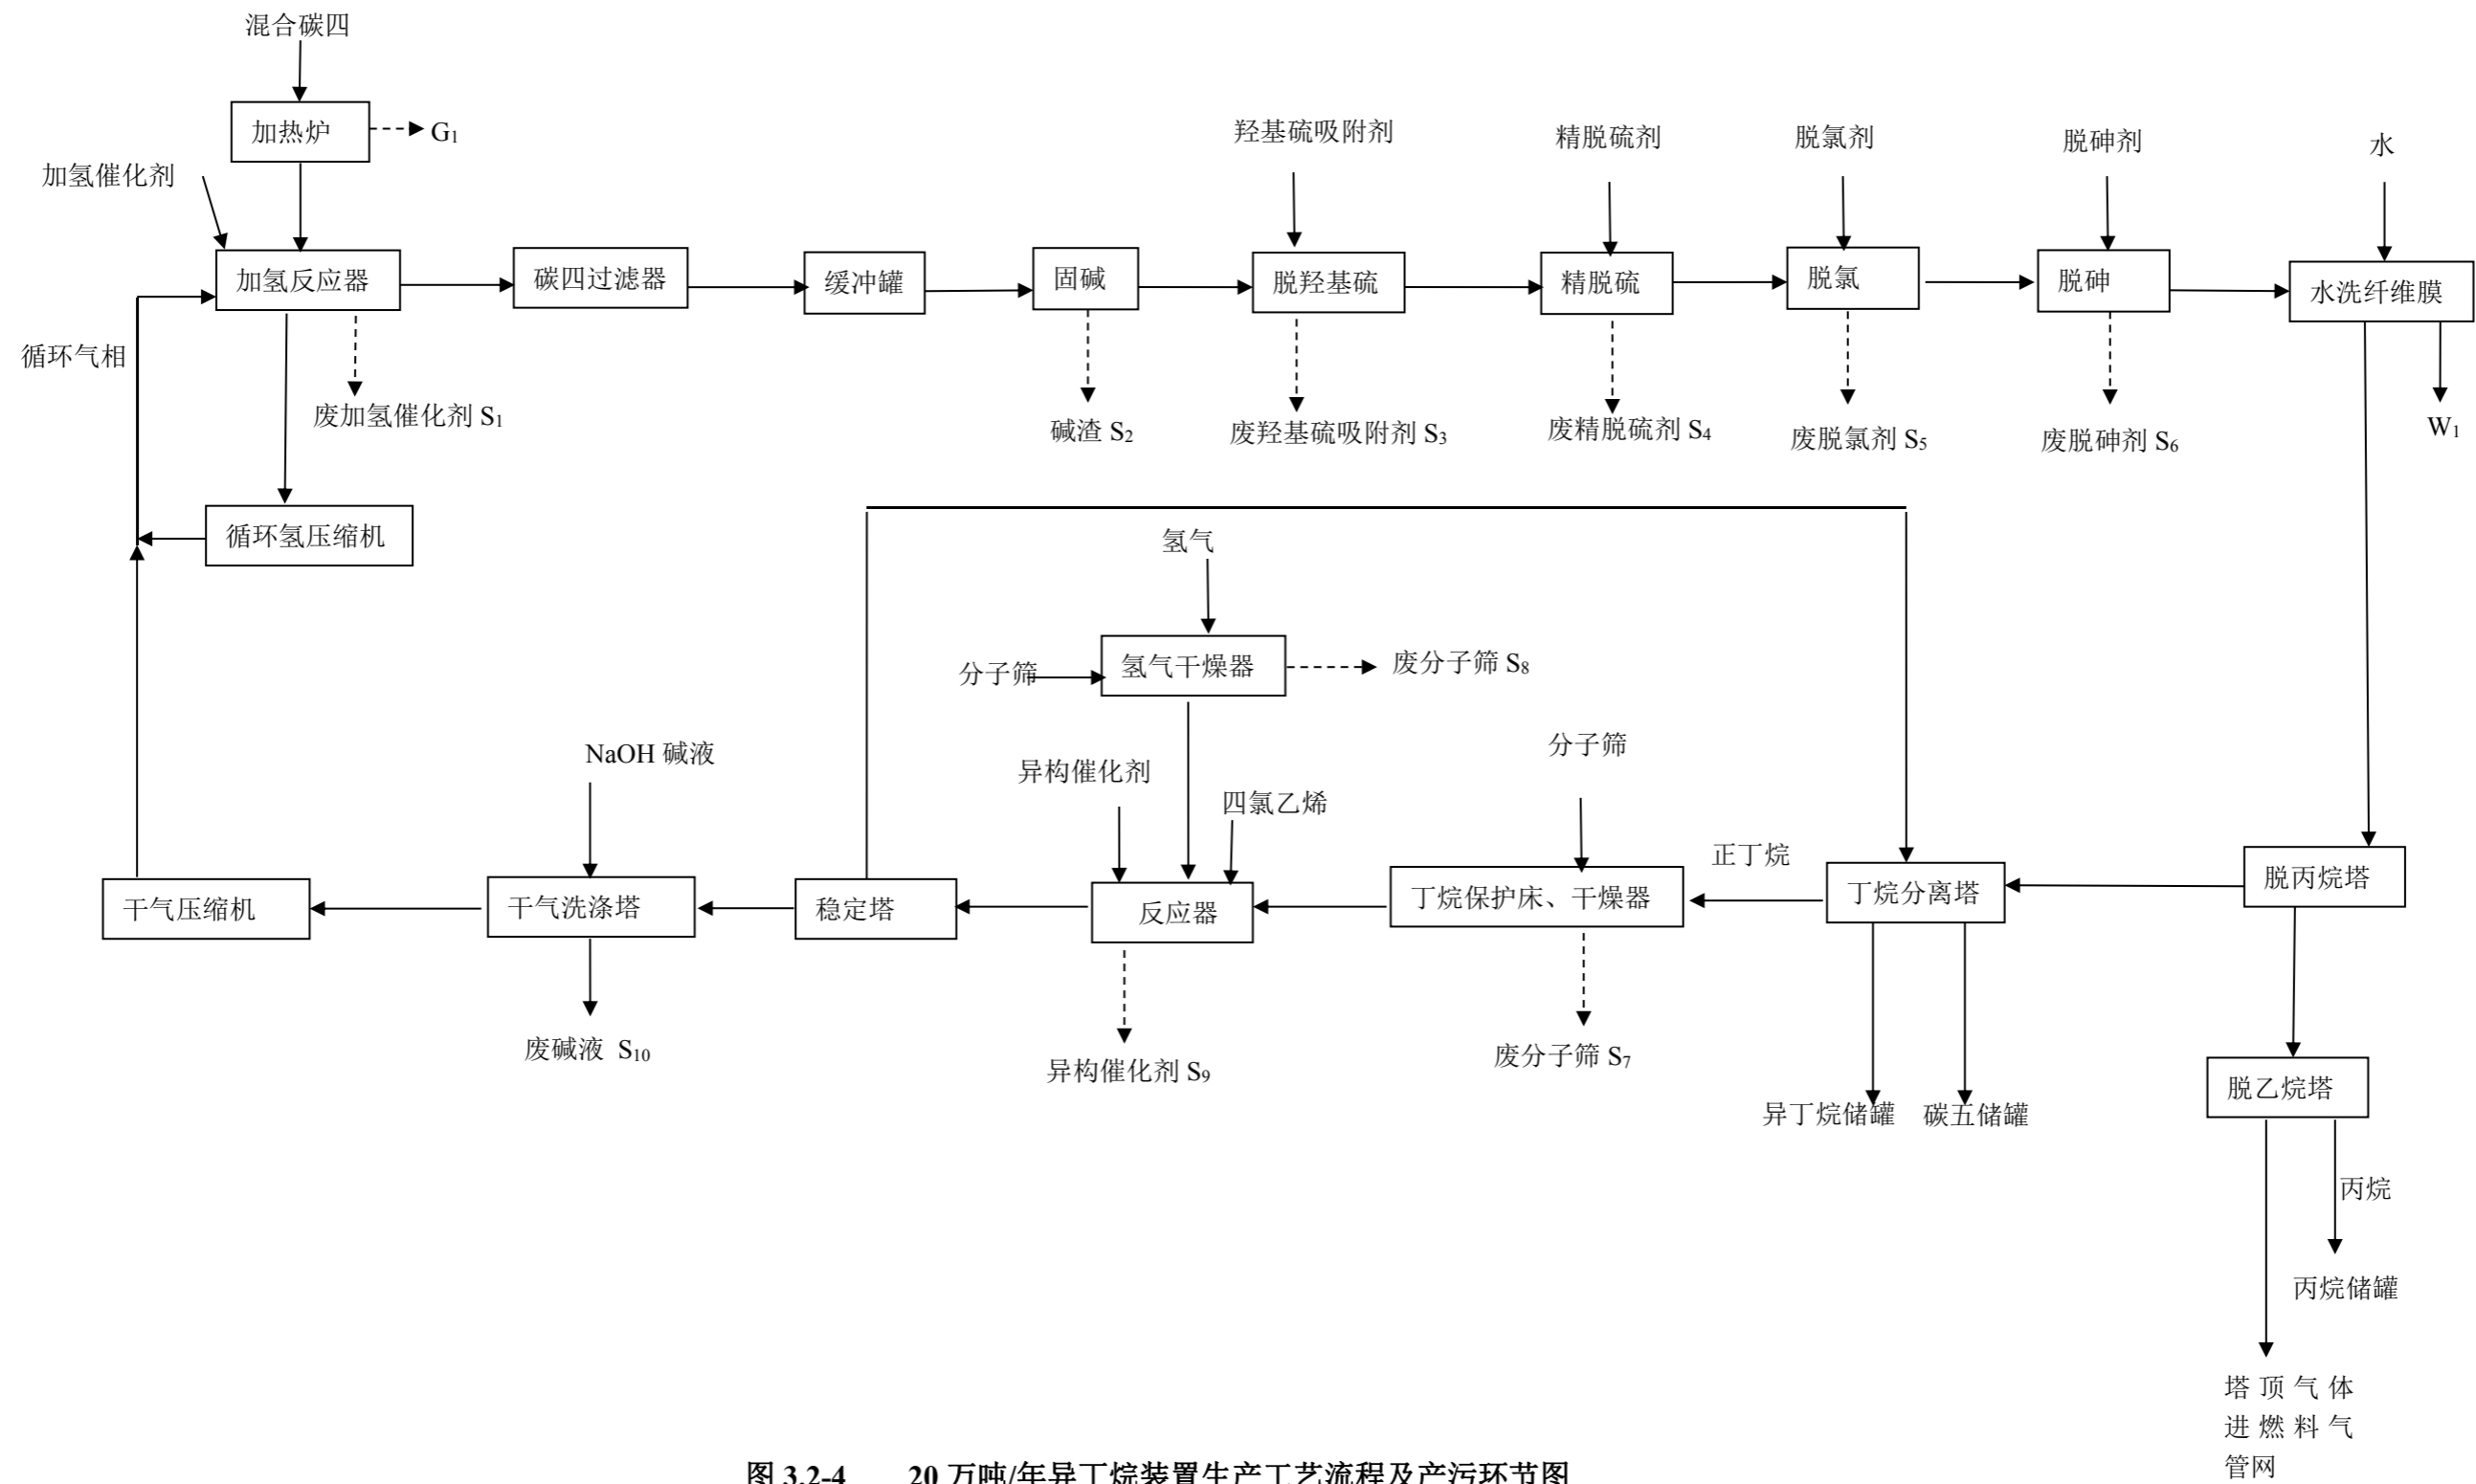 混合碳四
加热炉
G₁
加氢催化剂
羟基硫吸附剂
精脱硫剂
脱氯剂
脱砷剂
水
加氢反应器
碳四过滤器
缓冲罐
固碱
脱羟基硫
精脱硫
脱氯
脱砷
水洗纤维膜
循环气相
废加氢催化剂 S₁
碱渣 S₂
废羟基硫吸附剂 S₃
废精脱硫剂 S₄
废脱氯剂 S₅
废脱砷剂 S₆
W₁
循环氢压缩机
氢气
分子筛
氢气干燥器
废分子筛 S₈
NaOH 碱液
异构催化剂
四氯乙烯
分子筛
正丁烷
干气压缩机
干气洗涤塔
稳定塔
反应器
丁烷保护床、干燥器
丁烷分离塔
脱丙烷塔
废碱液 S₁₀
异构催化剂 S₉
废分子筛 S₇
异丁烷储罐
碳五储罐
脱乙烷塔
丙烷
丙烷储罐
塔顶气体
进燃料气
管网
图 3.2-4 20 万吨/年异丁烷装置生产工艺流程及产污环节图